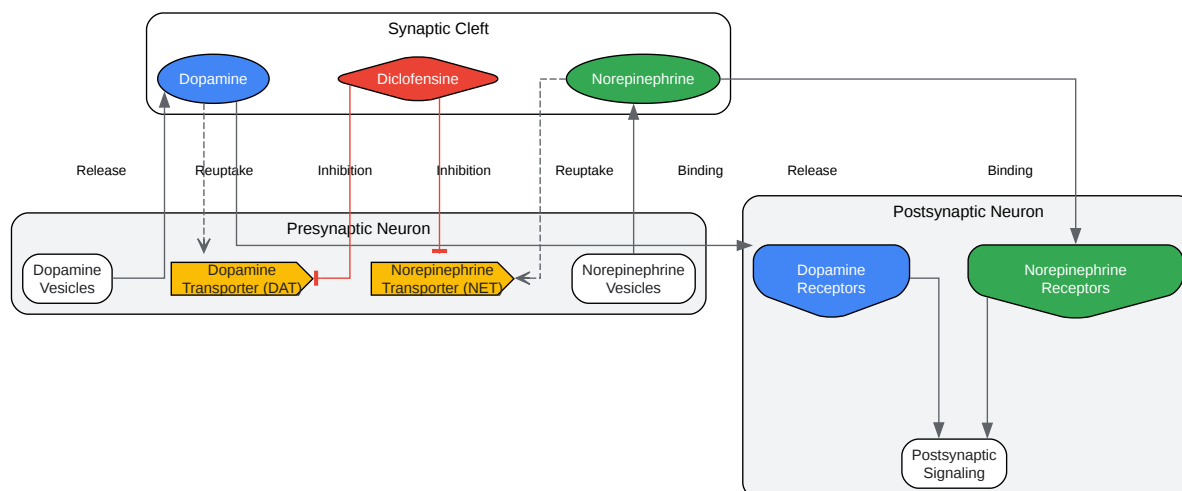 Synaptic Cleft
Dopamine
Diclofensine
Norepinephrine
Release
Reuptake
Inhibition
Inhibition
Reuptake
Binding
Release
Binding
Presynaptic Neuron
Postsynaptic Neuron
Dopamine
Vesicles
Dopamine
Transporter (DAT)
Norepinephrine
Transporter (NET)
Norepinephrine
Vesicles
Dopamine
Receptors
Norepinephrine
Receptors
Postsynaptic
Signaling